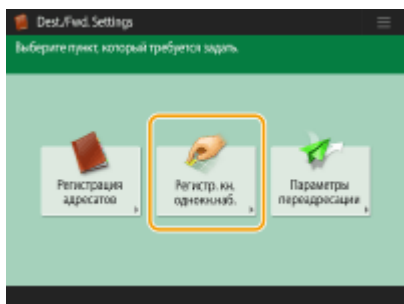 Dest./Fwd. Settings
Выберите пункт, который требуется задать.
Регистрация
адресатов
Регистр. кн.
однокн.наб.
Параметры
переадресации